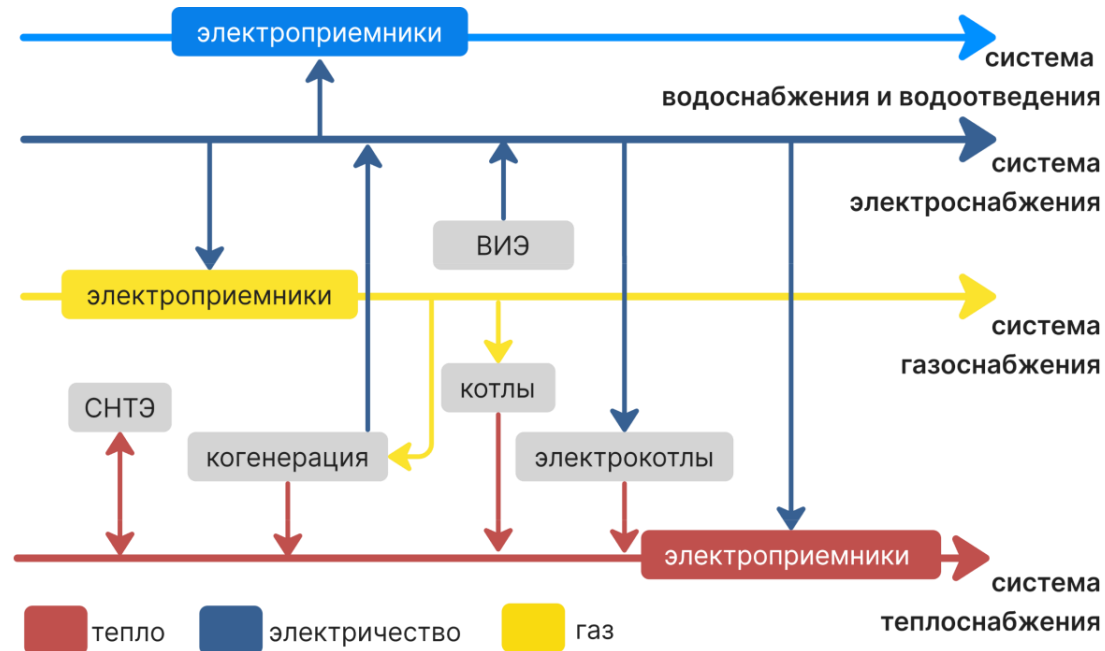 электроприемники
система
водоснабжения и водоотведения
система
электроснабжения
ВИЭ
электроприемники
система
газоснабжения
котлы
СНТЭ
когенерация
электрокотлы
электроприемники
система
теплоснабжения
тепло
электричество
газ